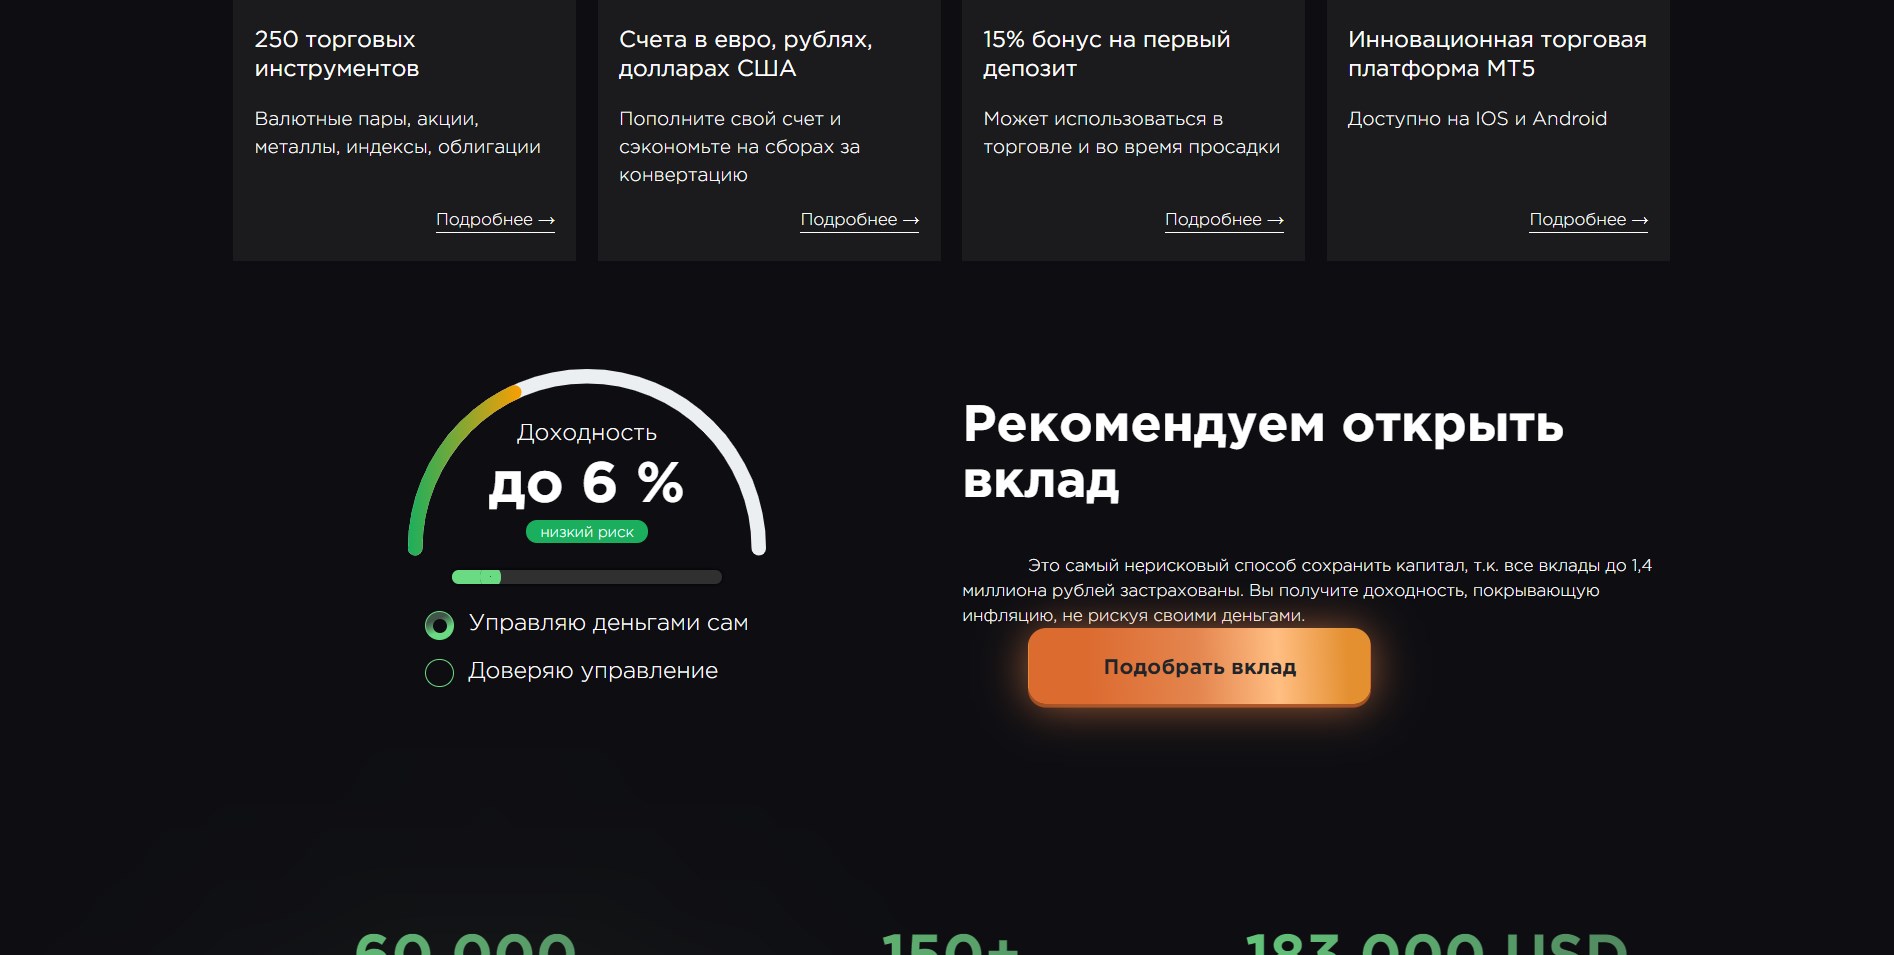 250 торговых
инструментов
Валютные пары, акции,
металлы, индексы, облигации
Подробнее →
Счета в евро, рублях,
долларах США
Пополните свой счет и
сэкономьте на сборах за
конвертацию
Подробнее →
15% бонус на первый
депозит
Может использоваться в
торговле и во время просадки
Подробнее →
Инновационная торговая
платформа MT5
Доступно на IOS и Android
Подробнее →
Доходность
до 6 %
низкий риск
Управляю деньгами сам
Доверяю управление
Рекомендуем открыть
вклад
Это самый нерисковый способ сохранить капитал, т.к. все вклады до 1,4
миллиона рублей застрахованы. Вы получите доходность, покрывающую
инфляцию, не рискуя своими деньгами.
Подобрать вклад
60 000
150+
183 000 USD